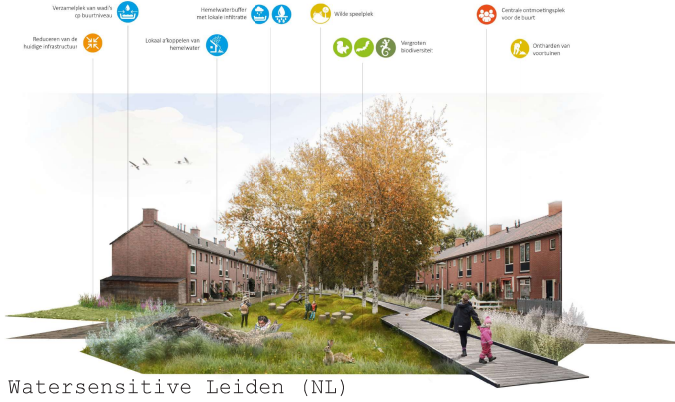 Verzamelplek van wadi's
op buurtniveau
Hemelwaterbuffer
met lokale infiltratie
Wilde speelplek
Centrale ontmoetingsplek
voor de buurt
Reduceren van de
huidige infrastructuur
Lokaal afkoppelen van
hemelwater
Vergroten
biodiversiteit
Ontharden van
voortuinen
Watersensitive Leiden (NL)